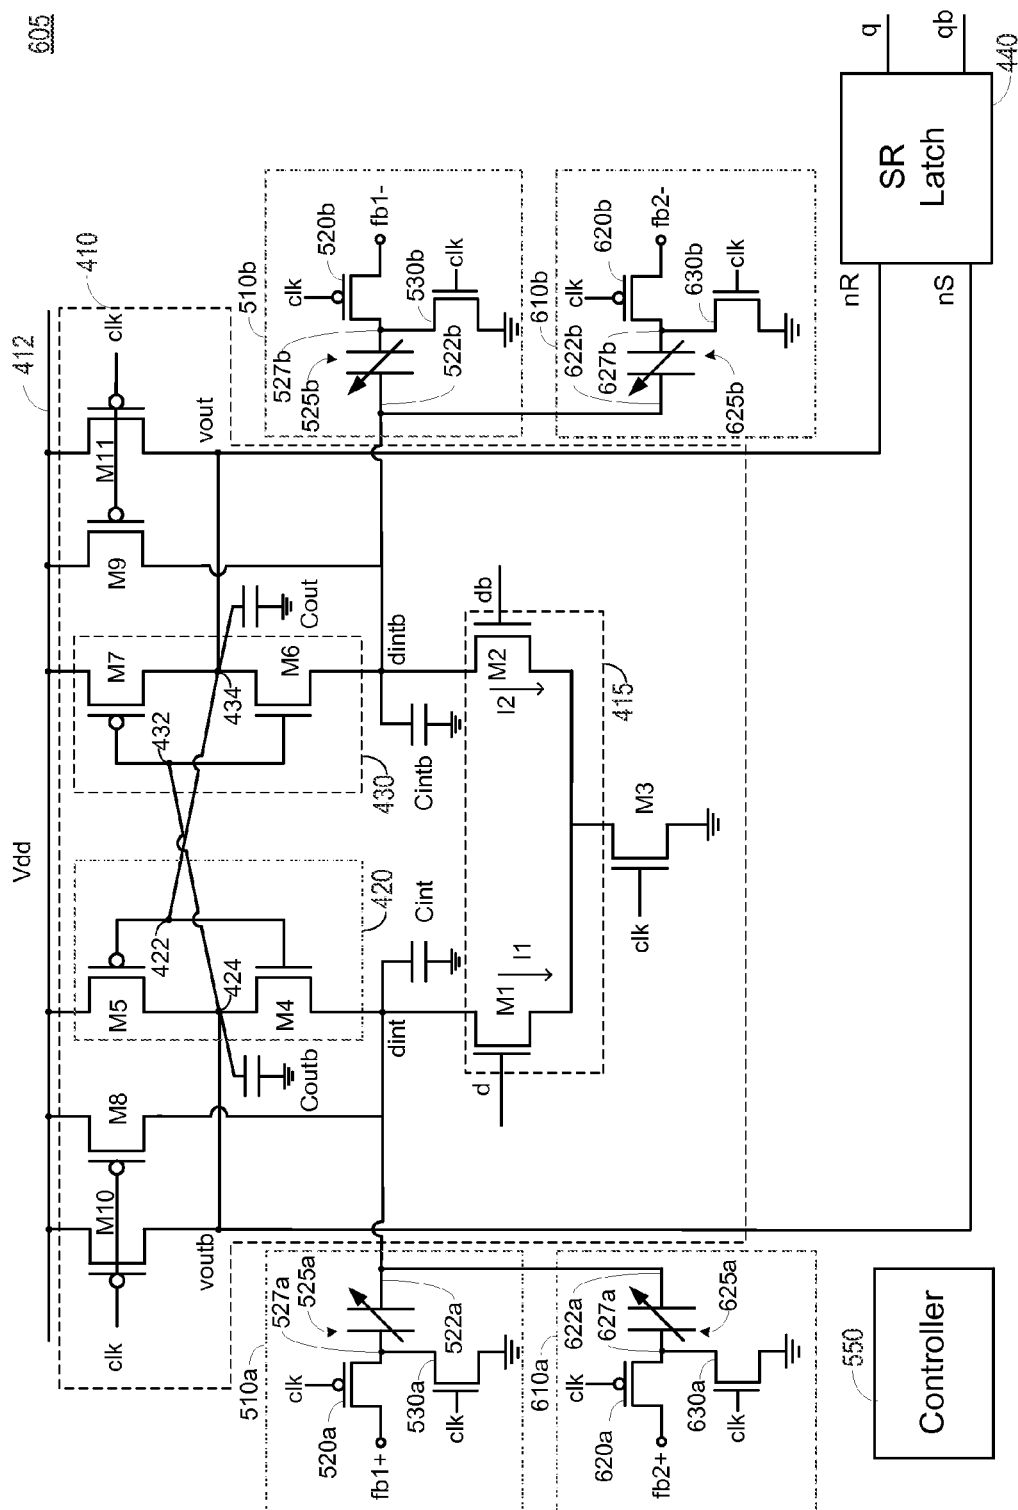 605
Vdd
412
410
clk
M10
M8
M5
M7
M9
M11
clk
voutb
vout
422
432
424
434
M4
M6
Coutb
Cout
420
430
dint
dintb
Cint
Cintb
d
M1
I1
I2
M2
db
415
clk
M3
510a
527a
525a
522a
clk
520a
fb1+
530a
clk
610a
622a
627a
625a
clk
620a
fb2+
630a
clk
510b
527b
525b
522b
clk
520b
fb1-
530b
clk
610b
622b
627b
625b
clk
620b
fb2-
630b
clk
nR
nS
SR
Latch
q
qb
440
Controller
550